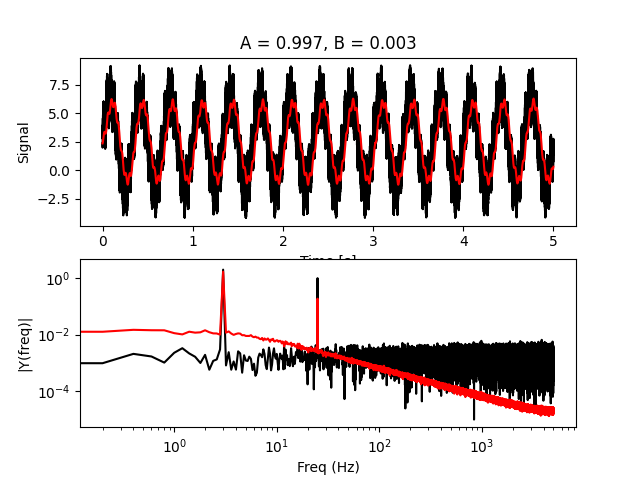 A = 0.997, B = 0.003
7.5
5.0
2.5
0.0
−2.5
Signal
0 1 2 3 4 5
10⁰
10⁻²
10⁻⁴
|Y(freq)|
10⁰ 10¹ 10² 10³
Freq (Hz)